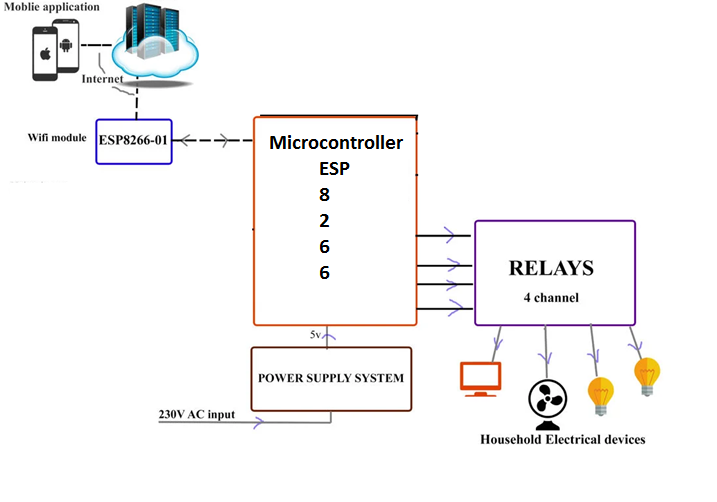 Moblie application
Internet
Wifi module
ESP8266-01
Microcontroller
ESP
8
2
6
6
RELAYS
4 channel
5v
POWER SUPPLY SYSTEM
230V AC input
Household Electrical devices